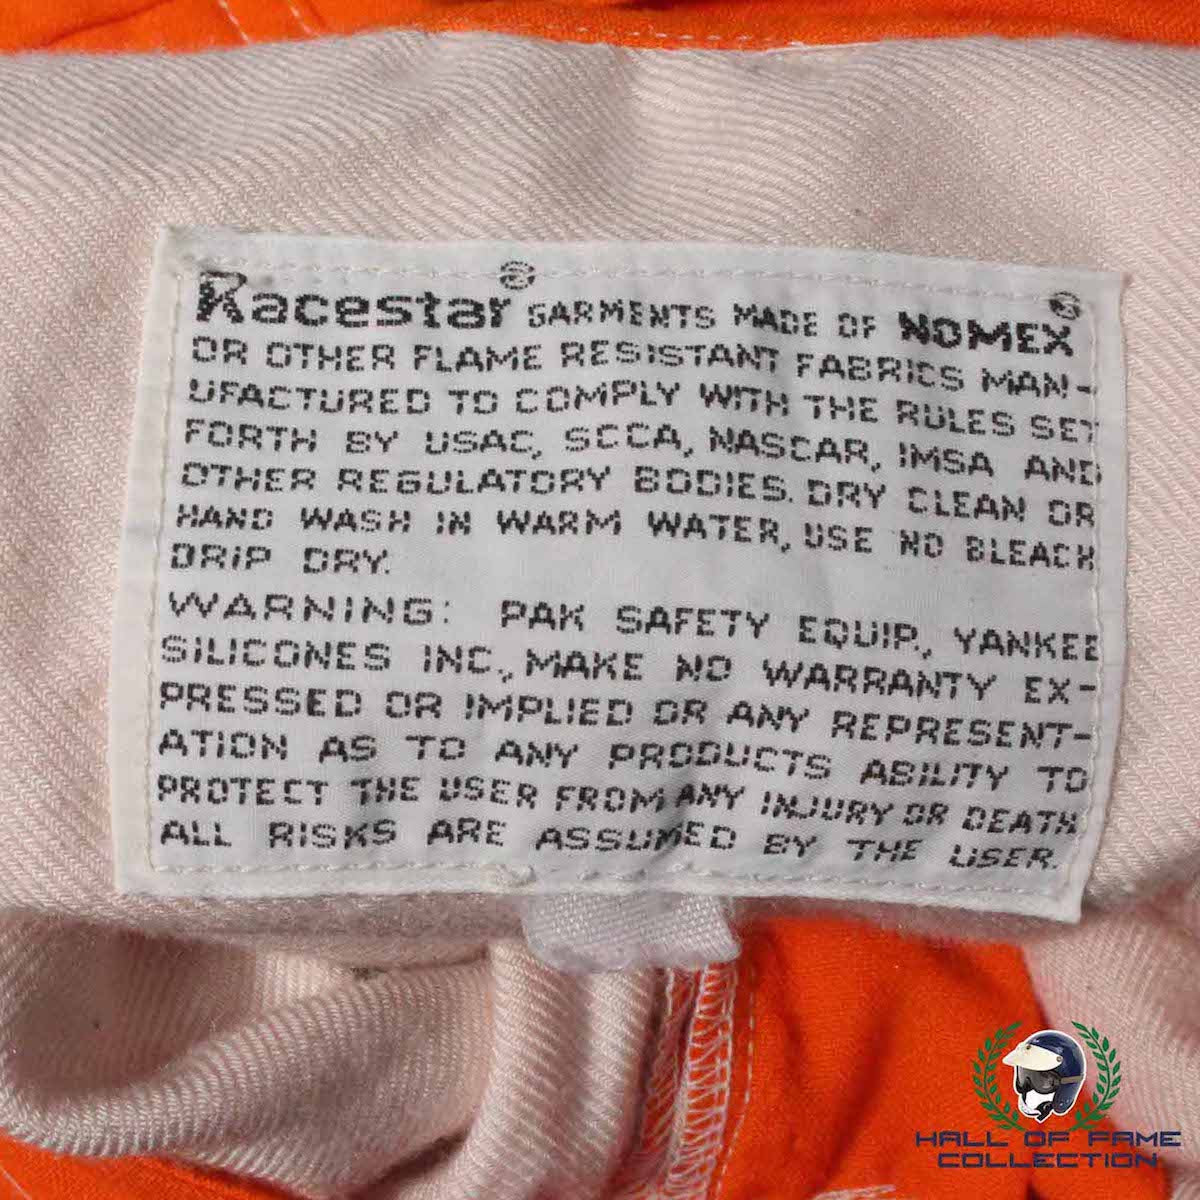 Racestar® GARMENTS MADE OF NOMEX®
OR OTHER FLAME RESISTANT FABRICS MAN-
UFACTURED TO COMPLY WITH THE RULES SET
FORTH BY USAC, SCCA, NASCAR, IMSA AND
OTHER REGULATORY BODIES. DRY CLEAN OR
HAND WASH IN WARM WATER, USE NO BLEACH
DRIP DRY.
WARNING: PAK SAFETY EQUIP., YANKEE
SILICONES INC., MAKE NO WARRANTY EX-
PRESSED OR IMPLIED OR ANY REPRESENT-
ATION AS TO ANY PRODUCTS ABILITY TO
PROTECT THE USER FROM ANY INJURY OR DEATH
ALL RISKS ARE ASSUMED BY THE USER.
HALL OF FAME
COLLECTION